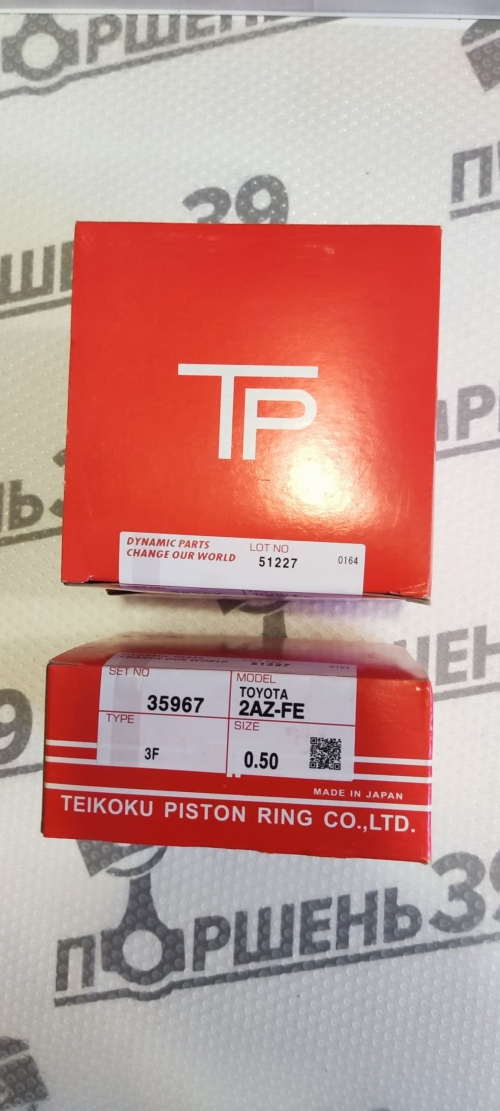 ПОРШЕНЬ39
39
TP
DYNAMIC PARTS
CHANGE OUR WORLD
LOT NO
51227
0164
SET NO
35967
MODEL
TOYOTA
2AZ-FE
TYPE
3F
SIZE
0.50
MADE IN JAPAN
TEIKOKU PISTON RING CO.,LTD.
ПОРШЕНЬ39